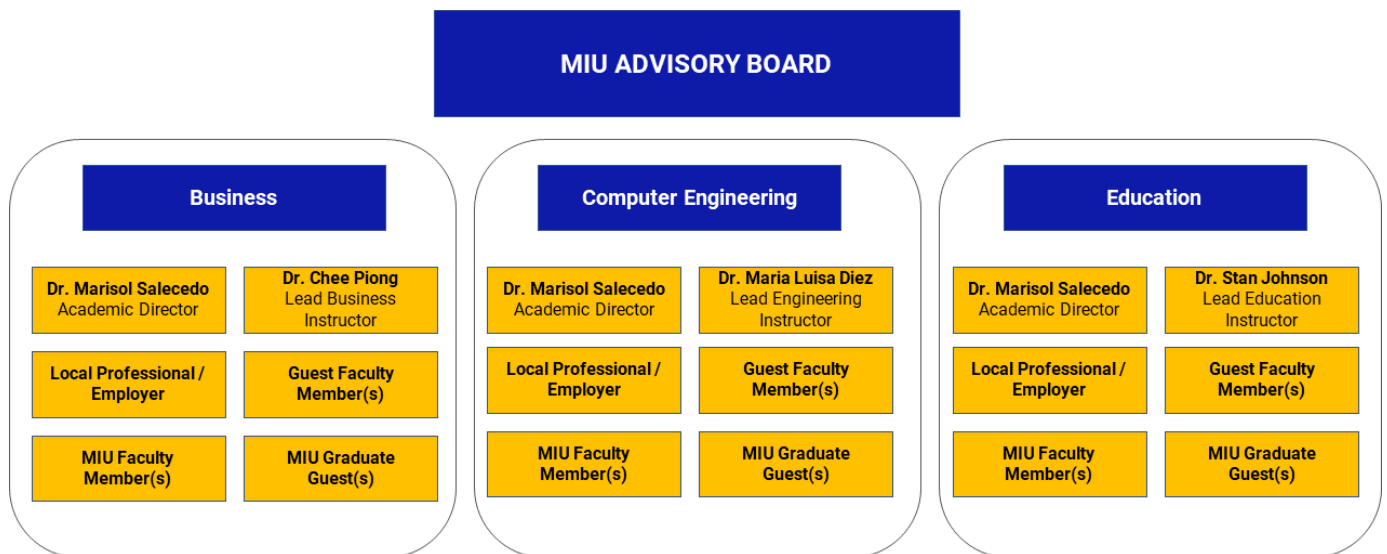 MIU ADVISORY BOARD
Business
Dr. Marisol Salecedo
Academic Director
Dr. Chee Piong
Lead Business
Instructor
Local Professional /
Employer
Guest Faculty
Member(s)
MIU Faculty
Member(s)
MIU Graduate
Guest(s)
Computer Engineering
Dr. Marisol Salecedo
Academic Director
Dr. Maria Luisa Diez
Lead Engineering
Instructor
Local Professional /
Employer
Guest Faculty
Member(s)
MIU Faculty
Member(s)
MIU Graduate
Guest(s)
Education
Dr. Marisol Salecedo
Academic Director
Dr. Stan Johnson
Lead Education
Instructor
Local Professional /
Employer
Guest Faculty
Member(s)
MIU Faculty
Member(s)
MIU Graduate
Guest(s)